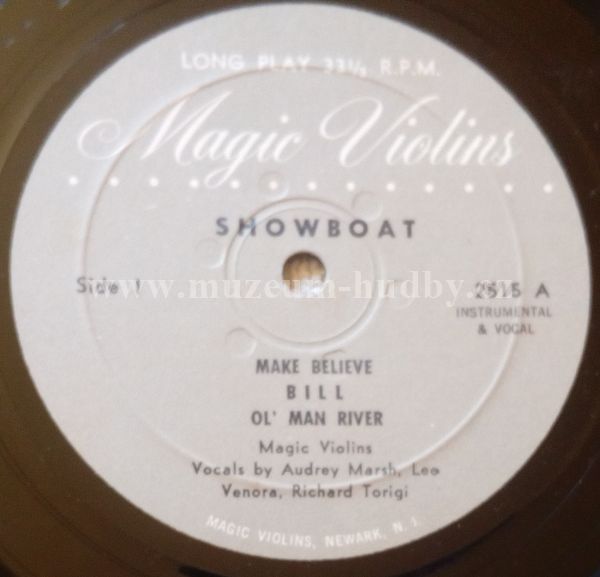 LONG PLAY 33⅓ R.P.M.
Magic Violins
SHOWBOAT
Side 1
2515 A
INSTRUMENTAL
& VOCAL
www.muzeum-hudby.cz
MAKE BELIEVE
BILL
OL' MAN RIVER
Magic Violins
Vocals by Audrey Marsh, Lee
Venora, Richard Torigi
MAGIC VIOLINS, NEWARK, N. J.